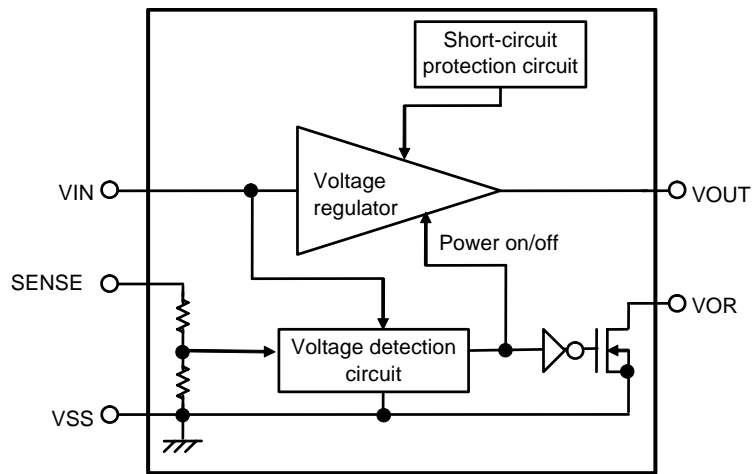 Short-circuit
protection circuit
VIN
Voltage
regulator
VOUT
Power on/off
SENSE
VOR
Voltage detection
circuit
VSS